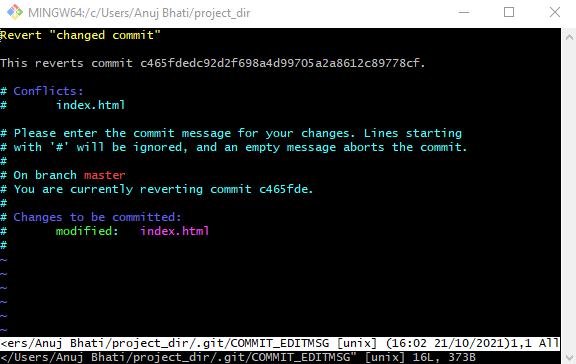 MINGW64:/c/Users/Anuj Bhati/project_dir
Revert "changed commit"
This reverts commit c465fdedc92d2f698a4d99705a2a8612c89778cf.
# Conflicts:
#       index.html
# Please enter the commit message for your changes. Lines starting
# with '#' will be ignored, and an empty message aborts the commit.
#
# On branch master
# You are currently reverting commit c465fde.
#
# Changes to be committed:
#       modified:   index.html
#
~
~
~
~
~
~
<ers/Anuj Bhati/project_dir/.git/COMMIT_EDITMSG [unix] (16:02 21/10/2021)1,1 All
</Users/Anuj Bhati/project_dir/.git/COMMIT_EDITMSG" [unix] 16L, 373B